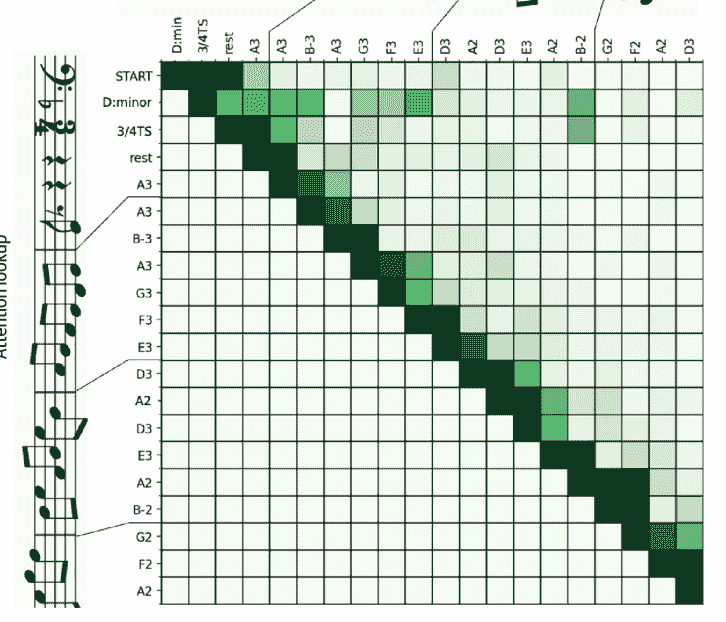 D:min 3/4TS rest A3 A3 B-3 A3 G3 F3 E3 D3 A2 D3 E3 A2 B-2 G2 F2 A2 D3
START
D:minor
3/4TS
rest
A3
A3
B-3
A3
G3
F3
E3
D3
A2
D3
E3
A2
B-2
G2
F2
A2
Attention lookup